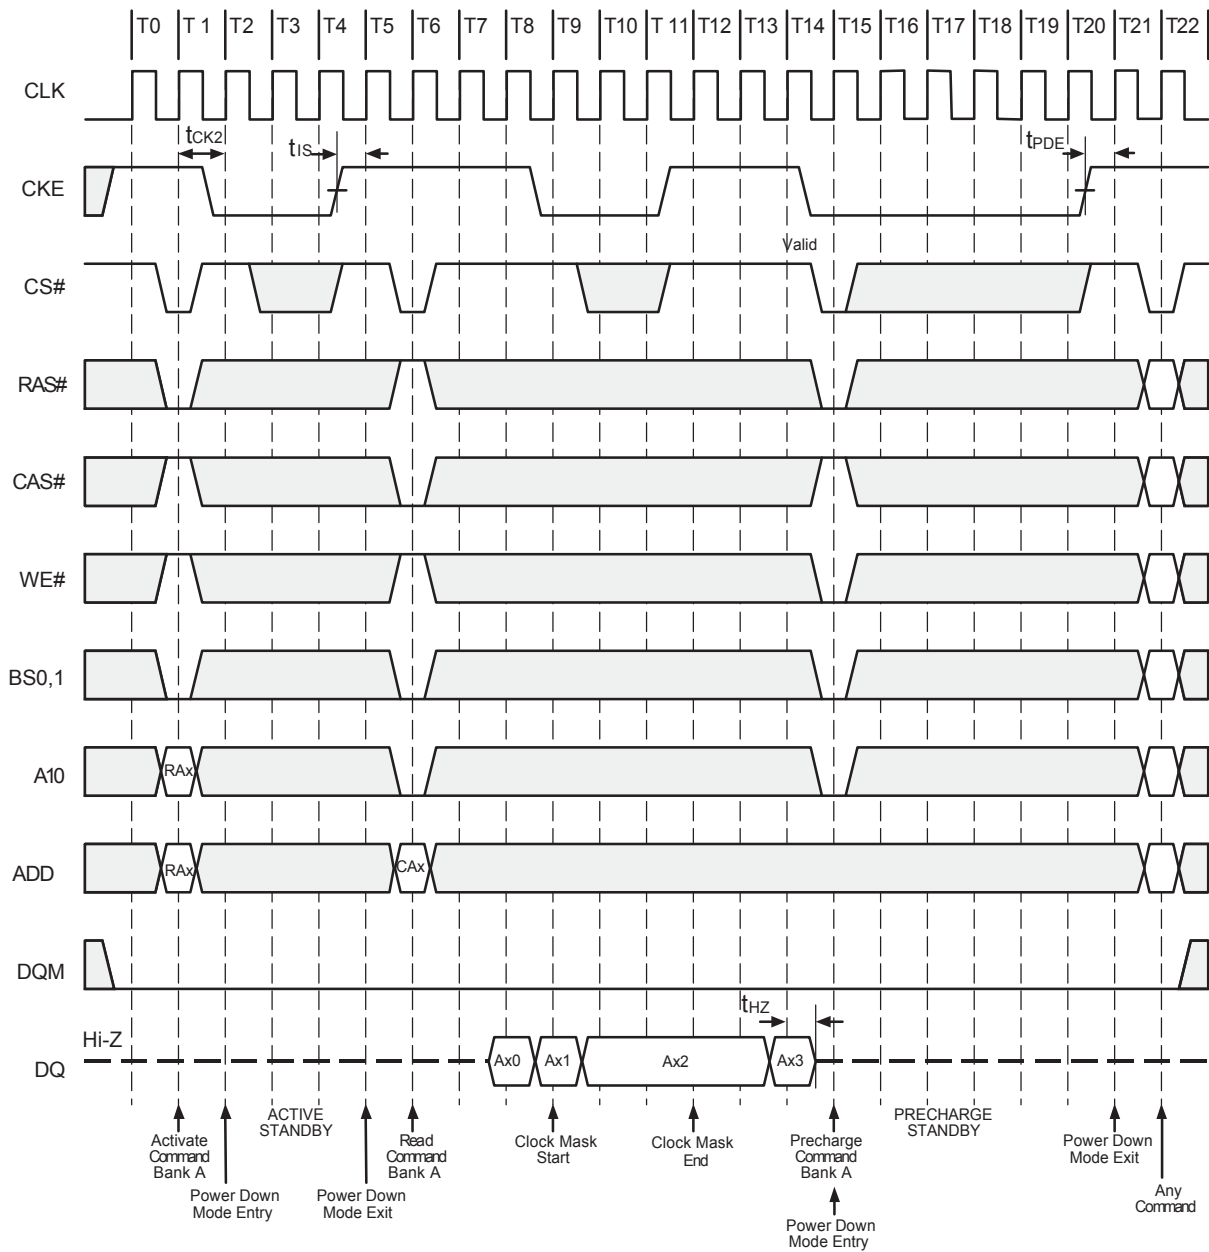 T0 T 1 T2 T3 T4 T5 T6 T7 T8 T9 T10 T 11 T12 T13 T14 T15 T16 T17 T18 T19 T20 T21 T22
CLK
tCK2
tIS
tPDE
CKE
Valid
CS#
RAS#
CAS#
WE#
BS0,1
A10
RAx
ADD
RAx
CAx
DQM
tHZ
Hi-Z
DQ
Ax0 Ax1 Ax2 Ax3
Activate
Command
Bank A
ACTIVE
STANDBY
Read
Command
Bank A
Clock Mask
Start
Clock Mask
End
Precharge
Command
Bank A
PRECHARGE
STANDBY
Power Down
Mode Exit
Power Down
Mode Entry
Power Down
Mode Exit
Power Down
Mode Entry
Any
Command